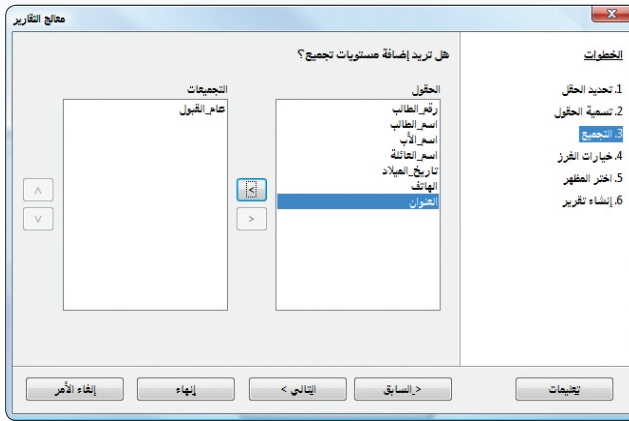 معالج التقارير
الخطوات
1. تحديد الحقل
2. تسمية الحقول
3. التجميع
4. خيارات الفرز
5. اختر المظهر
6. إنشاء تقرير
هل تريد إضافة مستويات تجميع؟
الحقول
رقم_الطالب
اسم_الطالب
اسم_الأب
اسم_العائلة
تاريخ_الميلاد
الهاتف
العنوان
>
<
التجميعات
عام_القبول
تعليمات
< السابق
التالي >
إنهاء
إلغاء الأمر